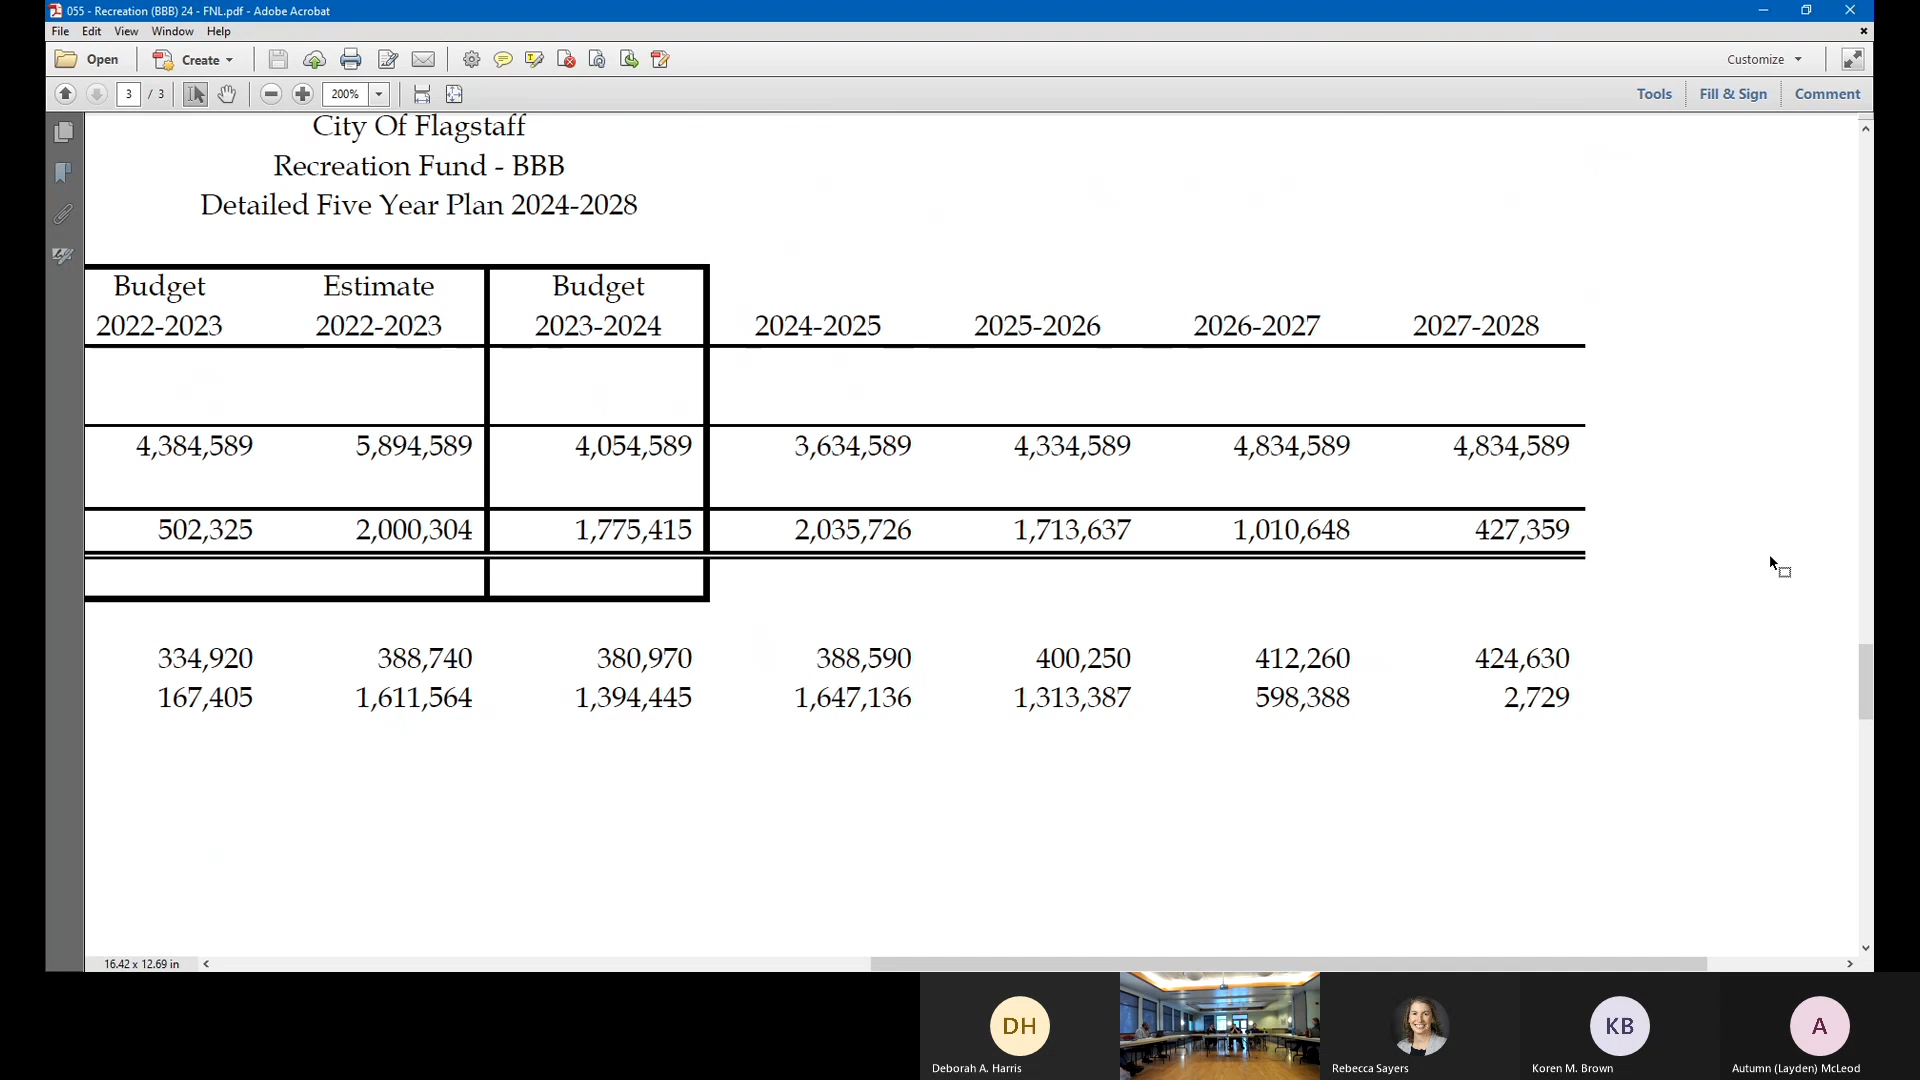 055 - Recreation (BBB) 24 - FNL.pdf - Adobe Acrobat
File Edit View Window Help
Open Create Customize
3 / 3 200% Tools Fill & Sign Comment
City Of Flagstaff
Recreation Fund - BBB
Detailed Five Year Plan 2024-2028
Budget Estimate Budget
2022-2023 2022-2023 2023-2024 2024-2025 2025-2026 2026-2027 2027-2028
4,384,589 5,894,589 4,054,589 3,634,589 4,334,589 4,834,589 4,834,589
502,325 2,000,304 1,775,415 2,035,726 1,713,637 1,010,648 427,359
334,920 388,740 380,970 388,590 400,250 412,260 424,630
167,405 1,611,564 1,394,445 1,647,136 1,313,387 598,388 2,729
16.42 x 12.69 in
DH KB A
Deborah A. Harris Rebecca Sayers Koren M. Brown Autumn (Layden) McLeod